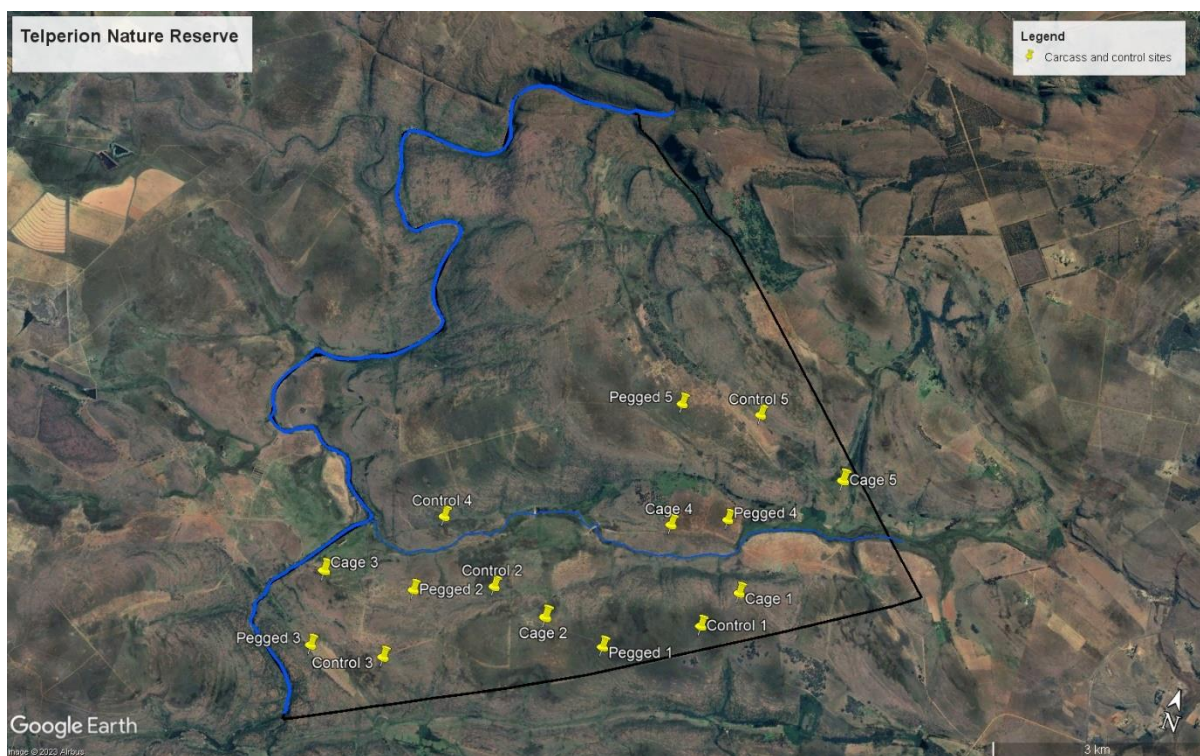 Telperion Nature Reserve
Legend
Carcass and control sites
Pegged 5
Control 5
Cage 5
Control 4
Cage 4
Pegged 4
Cage 3
Pegged 2
Control 2
Cage 1
Cage 2
Control 1
Pegged 3
Control 3
Pegged 1
Google Earth
Image © 2023 Airbus
N
3 km